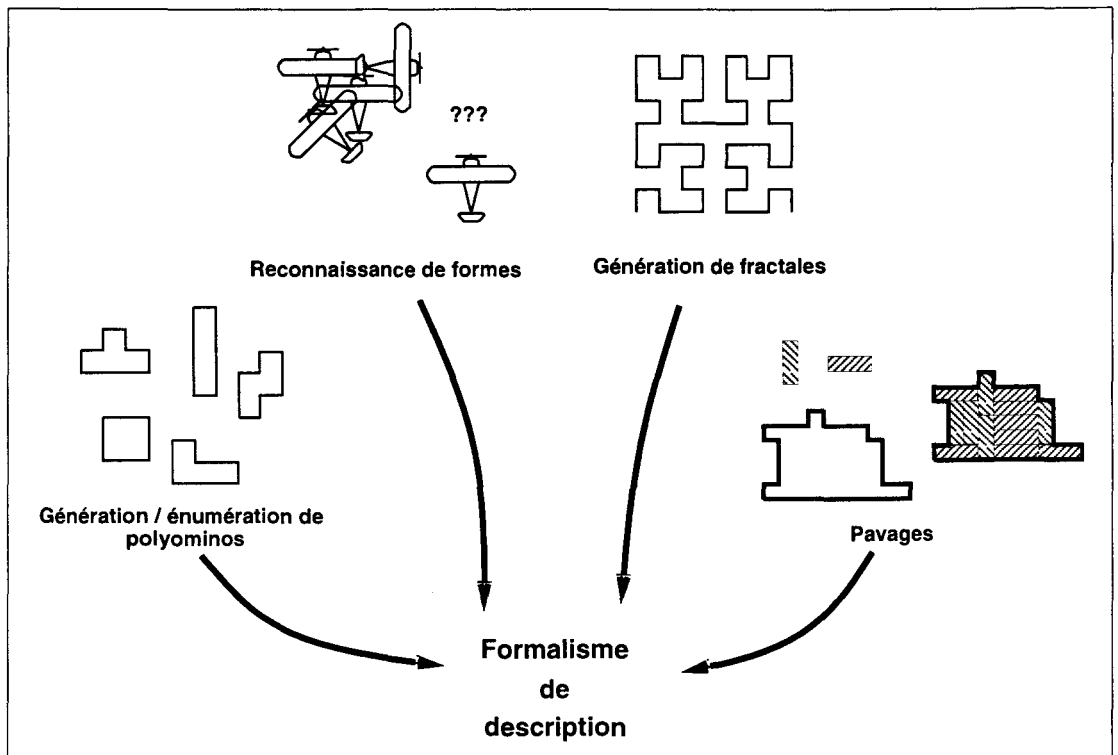 ???
Reconnaissance de formes
Génération de fractales
Génération / énumération de
polyominos
Pavages
Formalisme
de
description